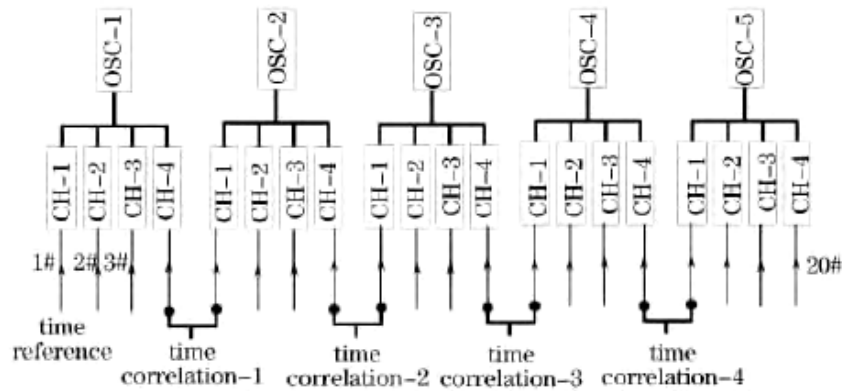 OSC-1
OSC-2
OSC-3
OSC-4
OSC-5
CH-1 CH-2 CH-3 CH-4
CH-1 CH-2 CH-3 CH-4
CH-1 CH-2 CH-3 CH-4
CH-1 CH-2 CH-3 CH-4
CH-1 CH-2 CH-3 CH-4
1# 2# 3# 20#
time
reference
time
correlation-1
time
correlation-2
time
correlation-3
time
correlation-4